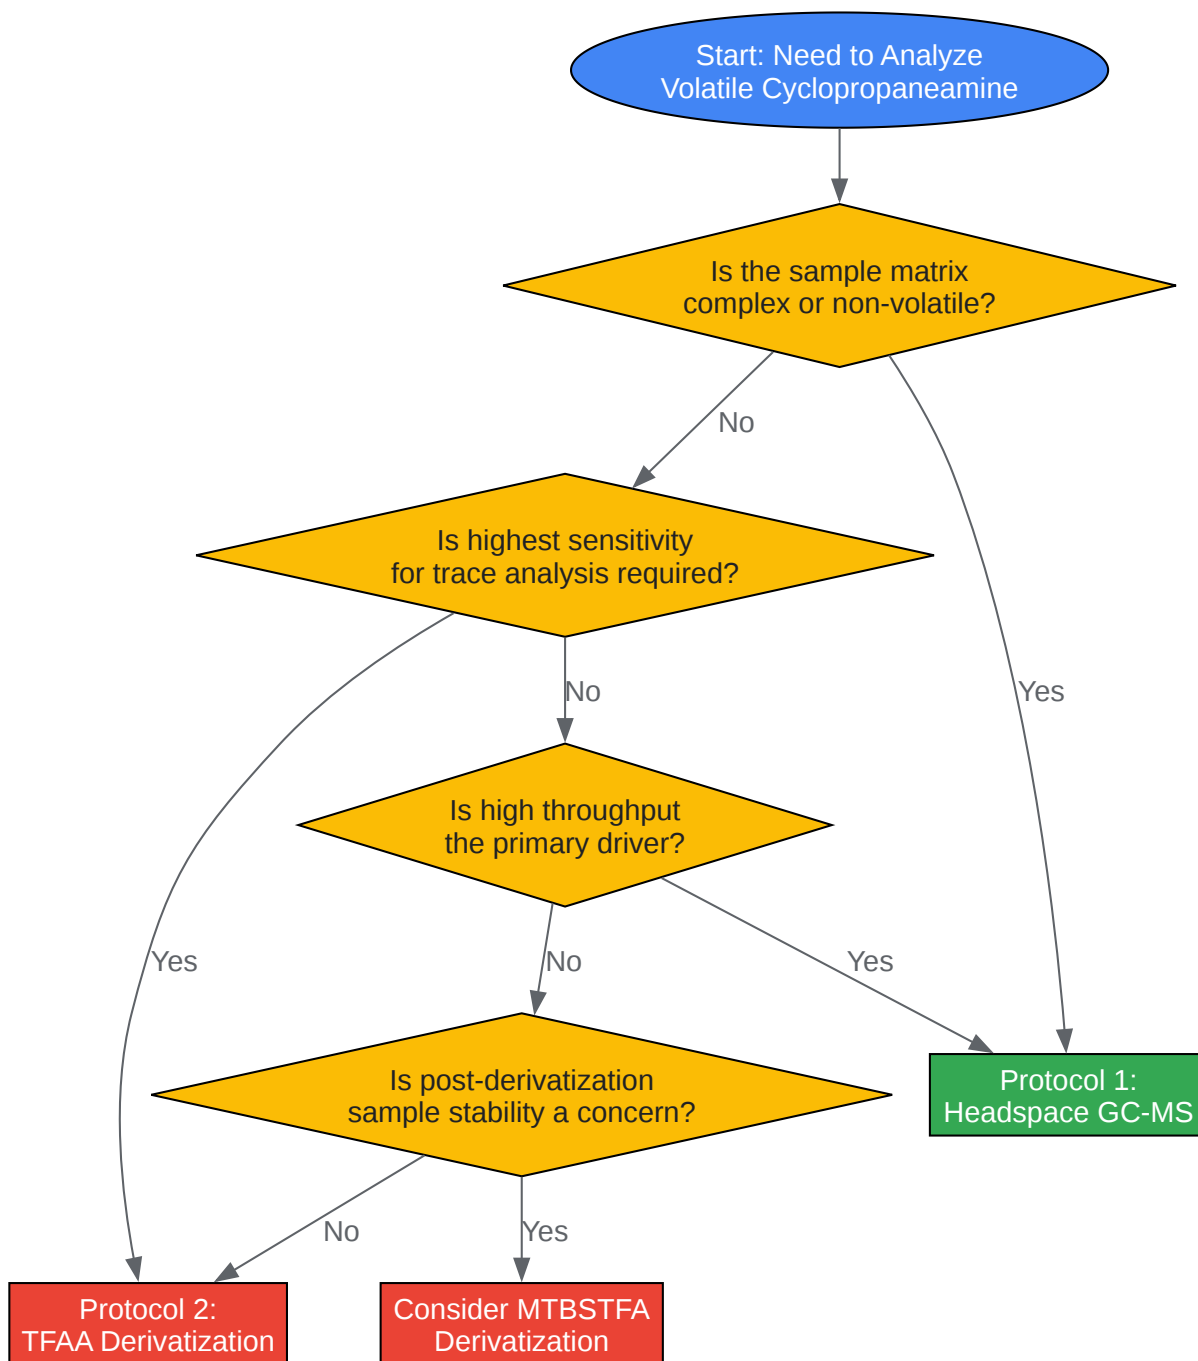 Start: Need to Analyze
Volatile Cyclopropaneamine
Is the sample matrix
complex or non-volatile?
No
Yes
Is highest sensitivity
for trace analysis required?
Yes
No
Is high throughput
the primary driver?
No
Yes
Is post-derivatization
sample stability a concern?
No
Yes
Protocol 1:
Headspace GC-MS
Protocol 2:
TFAA Derivatization
Consider MTBSTFA
Derivatization